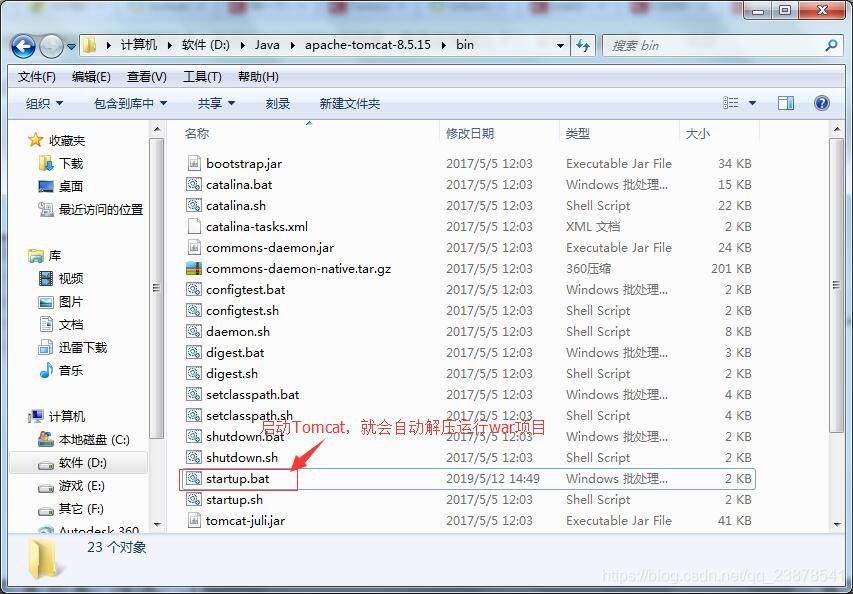 计算机 软件 (D:) Java apache-tomcat-8.5.15 bin
搜索 bin
文件(F) 编辑(E) 查看(V) 工具(T) 帮助(H)
组织 包含到库中 共享 刻录 新建文件夹
收藏夹
下载
桌面
最近访问的位置
库
视频
图片
文档
迅雷下载
音乐
计算机
本地磁盘 (C:)
软件 (D:)
游戏 (E:)
其它 (F:)
Autodesk 360
名称 修改日期 类型 大小
bootstrap.jar 2017/5/5 12:03 Executable Jar File 34 KB
catalina.bat 2017/5/5 12:03 Windows 批处理... 15 KB
catalina.sh 2017/5/5 12:03 Shell Script 22 KB
catalina-tasks.xml 2017/5/5 12:03 XML 文档 2 KB
commons-daemon.jar 2017/5/5 12:03 Executable Jar File 24 KB
commons-daemon-native.tar.gz 2017/5/5 12:03 360压缩 201 KB
configtest.bat 2017/5/5 12:03 Windows 批处理... 2 KB
configtest.sh 2017/5/5 12:03 Shell Script 2 KB
daemon.sh 2017/5/5 12:03 Shell Script 8 KB
digest.bat 2017/5/5 12:03 Windows 批处理... 3 KB
digest.sh 2017/5/5 12:03 Shell Script 2 KB
setclasspath.bat 2017/5/5 12:03 Windows 批处理... 4 KB
setclasspath.sh 2017/5/5 12:03 Shell Script 4 KB
启动Tomcat，就会自动解压运行war项目
shutdown.bat 2017/5/5 12:03 Windows 批处理... 2 KB
shutdown.sh 2017/5/5 12:03 Shell Script 2 KB
startup.bat 2019/5/12 14:49 Windows 批处理... 2 KB
startup.sh 2017/5/5 12:03 Shell Script 2 KB
tomcat-juli.jar 2017/5/5 12:03 Executable Jar File 41 KB
23 个对象
https://blog.csdn.net/qq_23878541